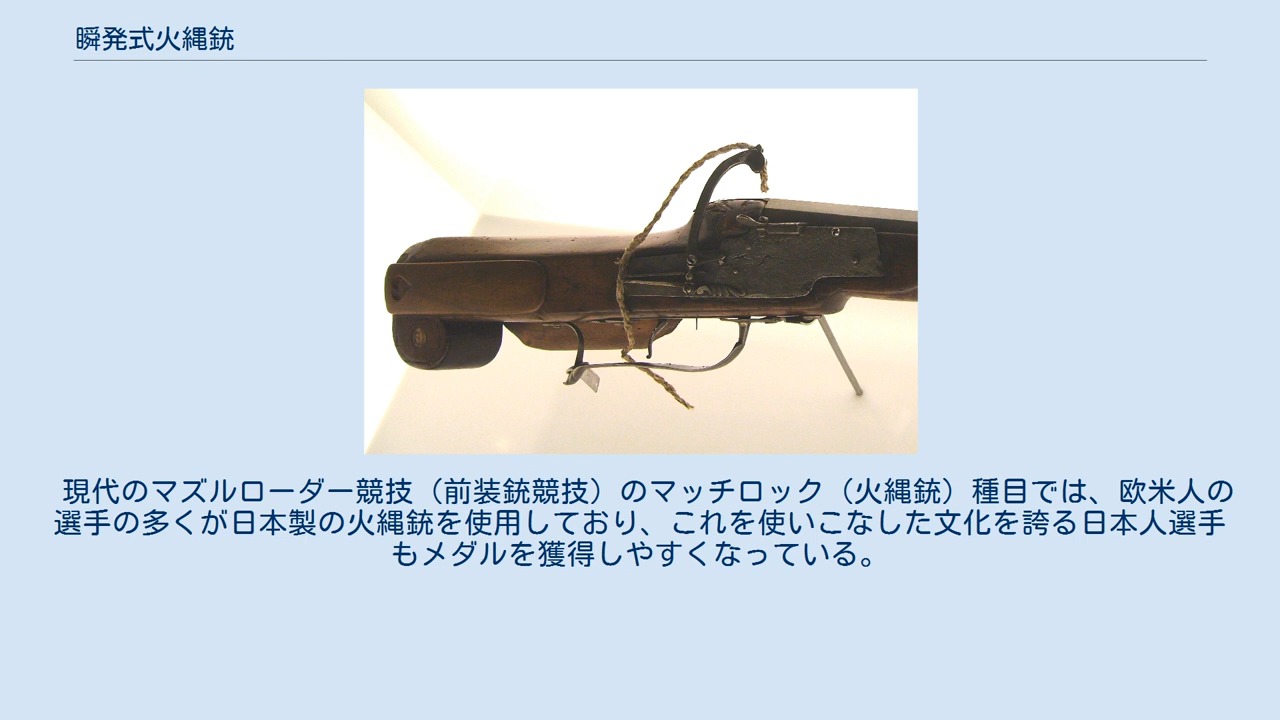 瞬発式火縄銃
現代のマズルローダー競技（前装銃競技）のマッチロック（火縄銃）種目では、欧米人の
選手の多くが日本製の火縄銃を使用しており、これを使いこなした文化を誇る日本人選手
もメダルを獲得しやすくなっている。